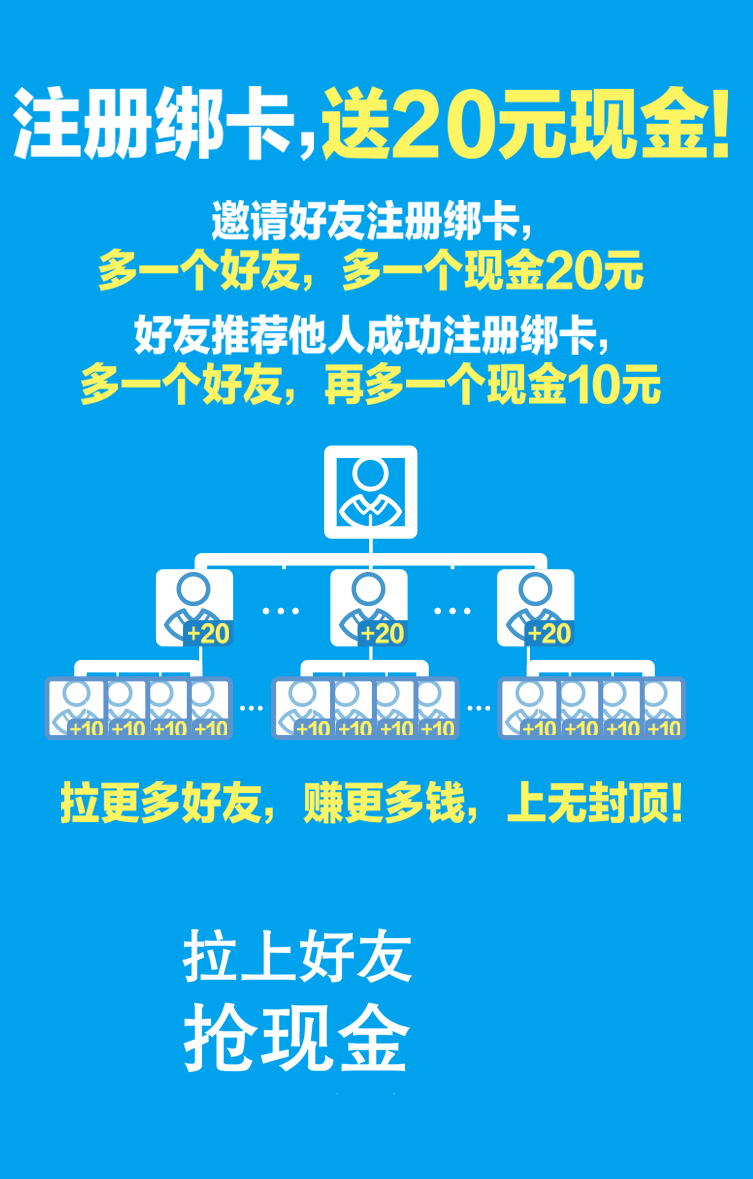 注册绑卡,送20元现金!
邀请好友注册绑卡,
多一个好友，多一个现金20元
好友推荐他人成功注册绑卡,
多一个好友，再多一个现金10元
+20 ... +20 ... +20
+10 +10 +10 +10 ... +10 +10 +10 +10 ... +10 +10 +10 +10
拉更多好友，赚更多钱，上无封顶!
拉上好友
抢现金